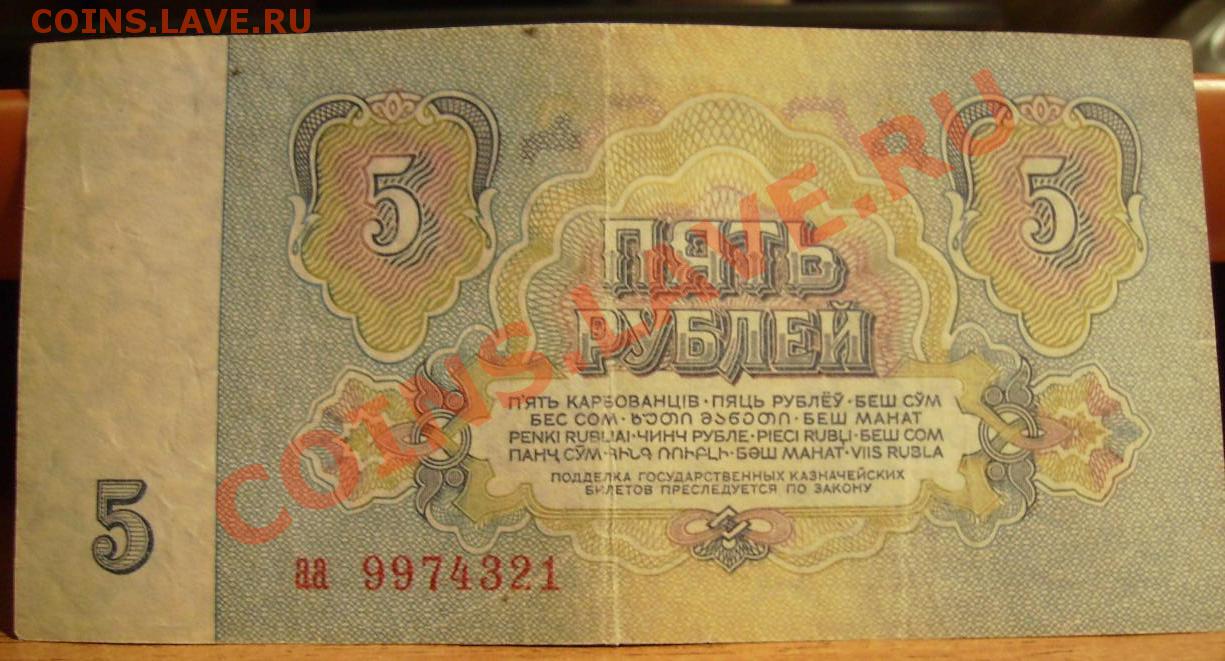 COINS.LAVE.RU
5 5
ПЯТЬ
РУБЛЕЙ
П'ЯТЬ КАРБОВАНЦІВ · ПЯЦЬ РУБЛЁЎ · БЕШ СЎМ
БЕС СОМ · ხუთი მანეთი · БЕШ МАНАТ
PENKI RUBLIAI · ЧИНЧ РУБЛЕ · PIECI RUBĻI · БЕШ СОМ
ПАНҶ СЎМ · ՀԻՆԳ ՌՈՒԲԼԻ · БӘШ МАНАТ · VIIS RUBLA
ПОДДЕЛКА ГОСУДАРСТВЕННЫХ КАЗНАЧЕЙСКИХ
БИЛЕТОВ ПРЕСЛЕДУЕТСЯ ПО ЗАКОНУ
5
аа 9974321
COINS.LAVE.RU